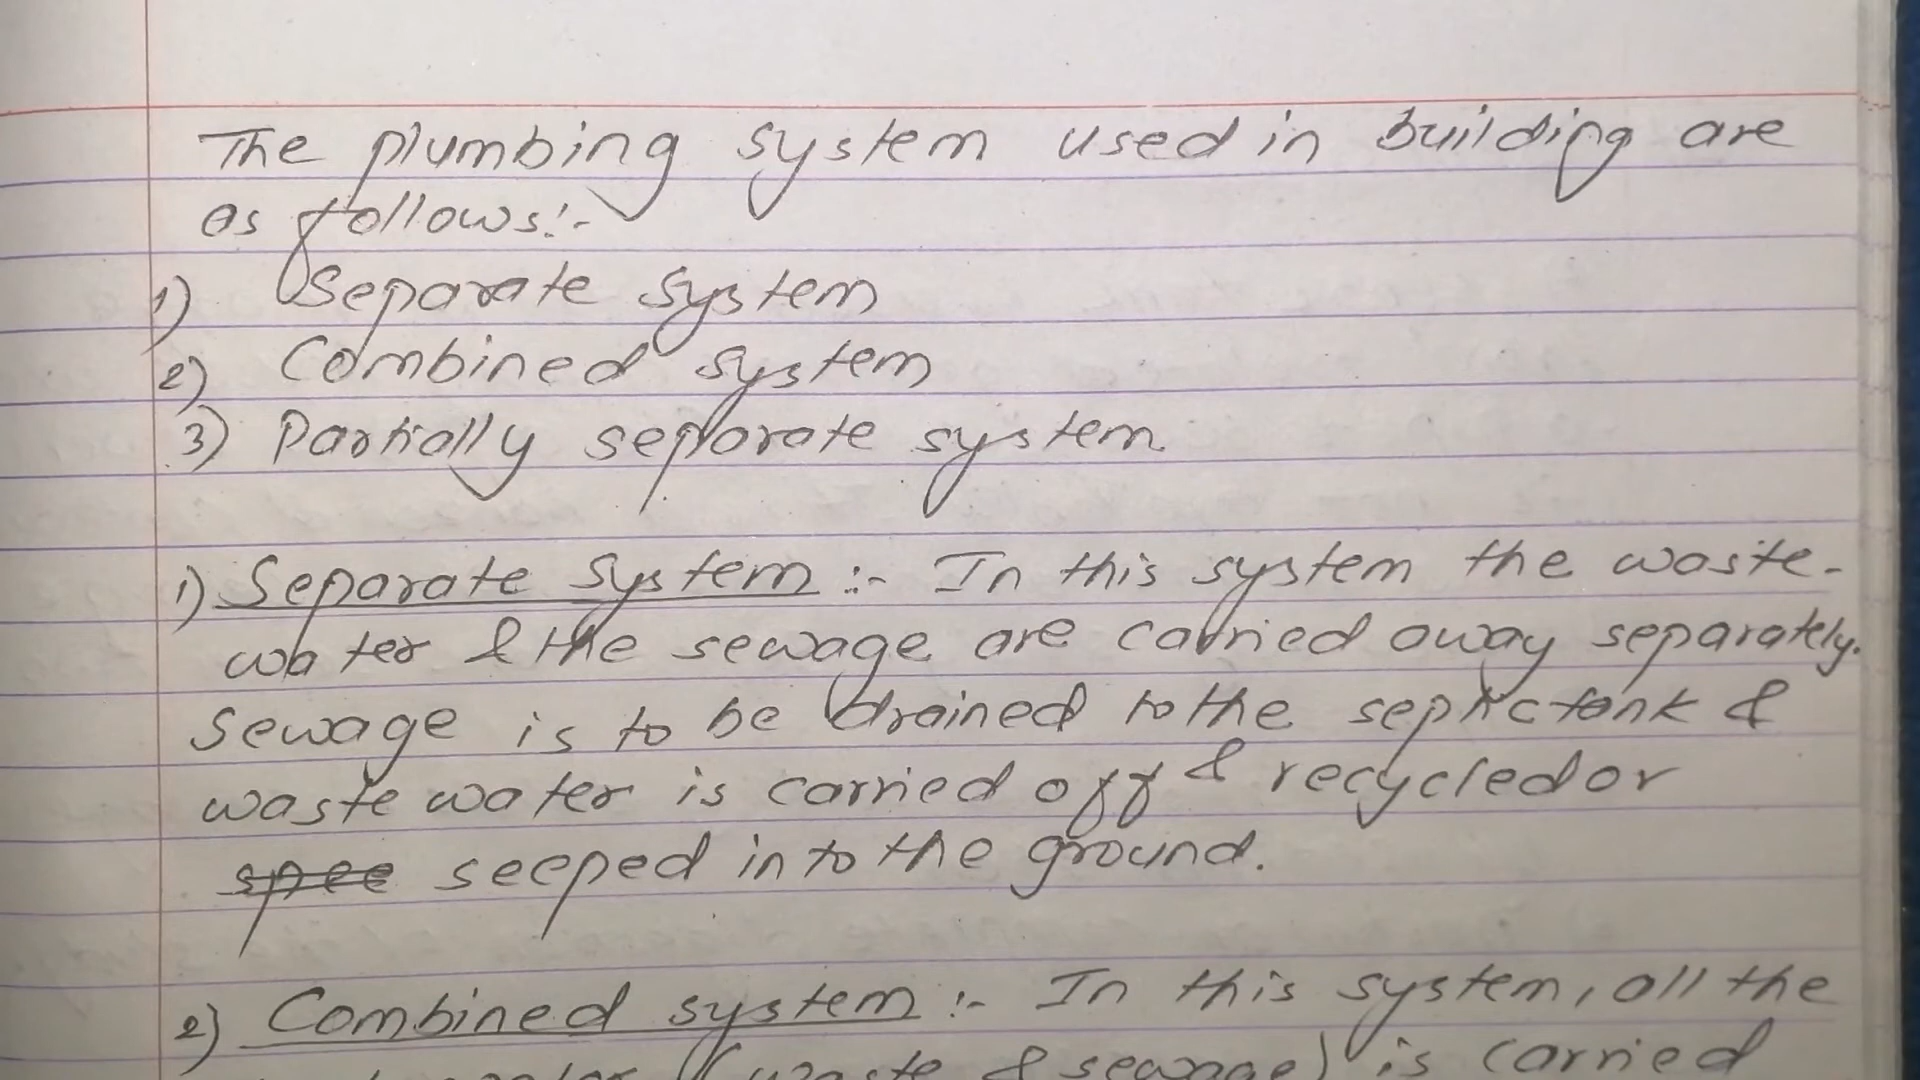 The plumbing system used in building are
as follows:-
1) Separate system
2) Combined system
3) Partially separate system.
1) Separate System :- In this system the waste-
water & the sewage are carried away separately.
Sewage is to be drained to the septic tank &
waste water is carried off & recycled or
spee seeped into the ground.
2) Combined system :- In this system, all the
water (waste & sewage) is carried